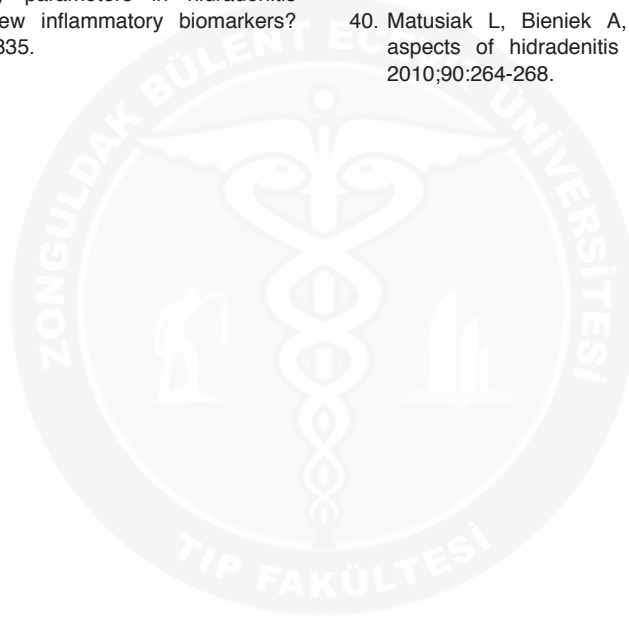 parameters in hidradenitis
ew inflammatory biomarkers?
335.
40. Matusiak L, Bieniek A,
aspects of hidradenitis
2010;90:264-268.
ZONGULDAK BÜLENT ECEVİT ÜNİVERSİTESİ
TIP FAKÜLTESİ